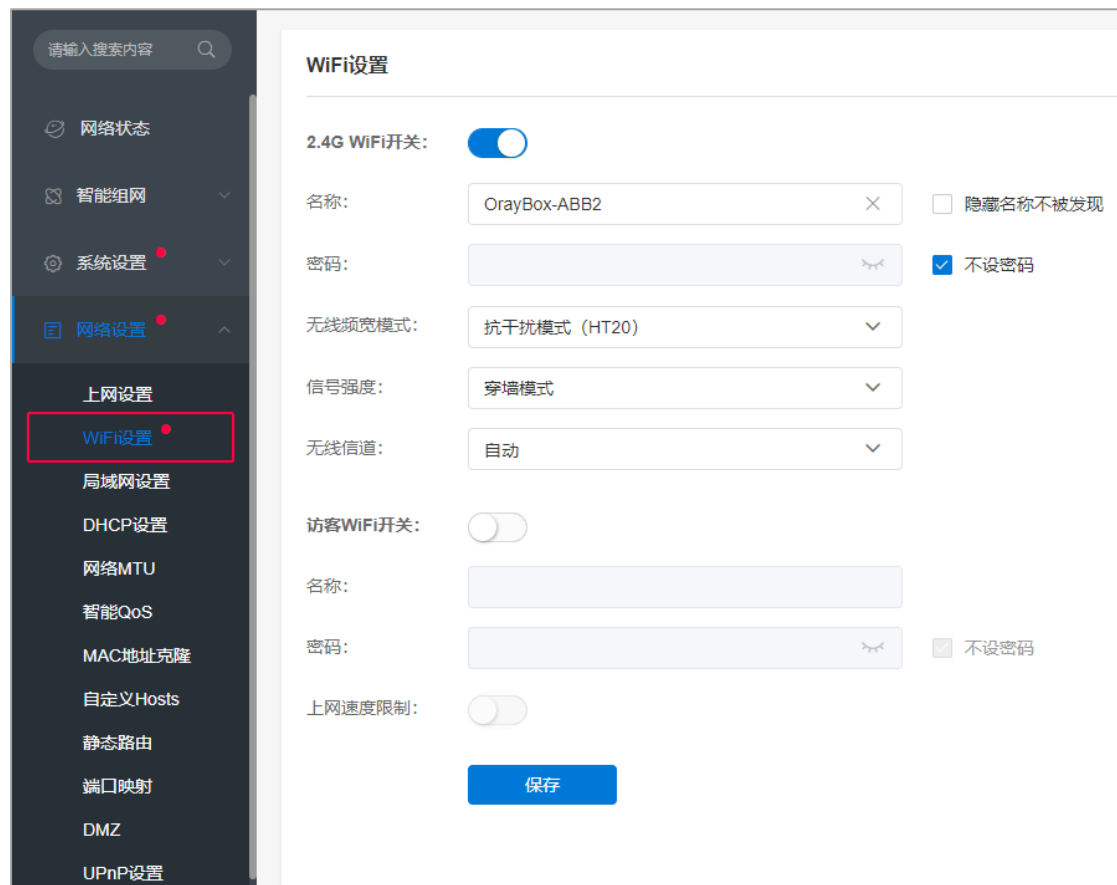 请输入搜索内容
网络状态
智能组网
系统设置
网络设置
上网设置
WiFi设置
局域网设置
DHCP设置
网络MTU
智能QoS
MAC地址克隆
自定义Hosts
静态路由
端口映射
DMZ
UPnP设置
WiFi设置
2.4G WiFi开关：
名称： OrayBox-ABB2 隐藏名称不被发现
密码： 不设密码
无线频宽模式： 抗干扰模式（HT20）
信号强度： 穿墙模式
无线信道： 自动
访客WiFi开关：
名称：
密码： 不设密码
上网速度限制：
保存